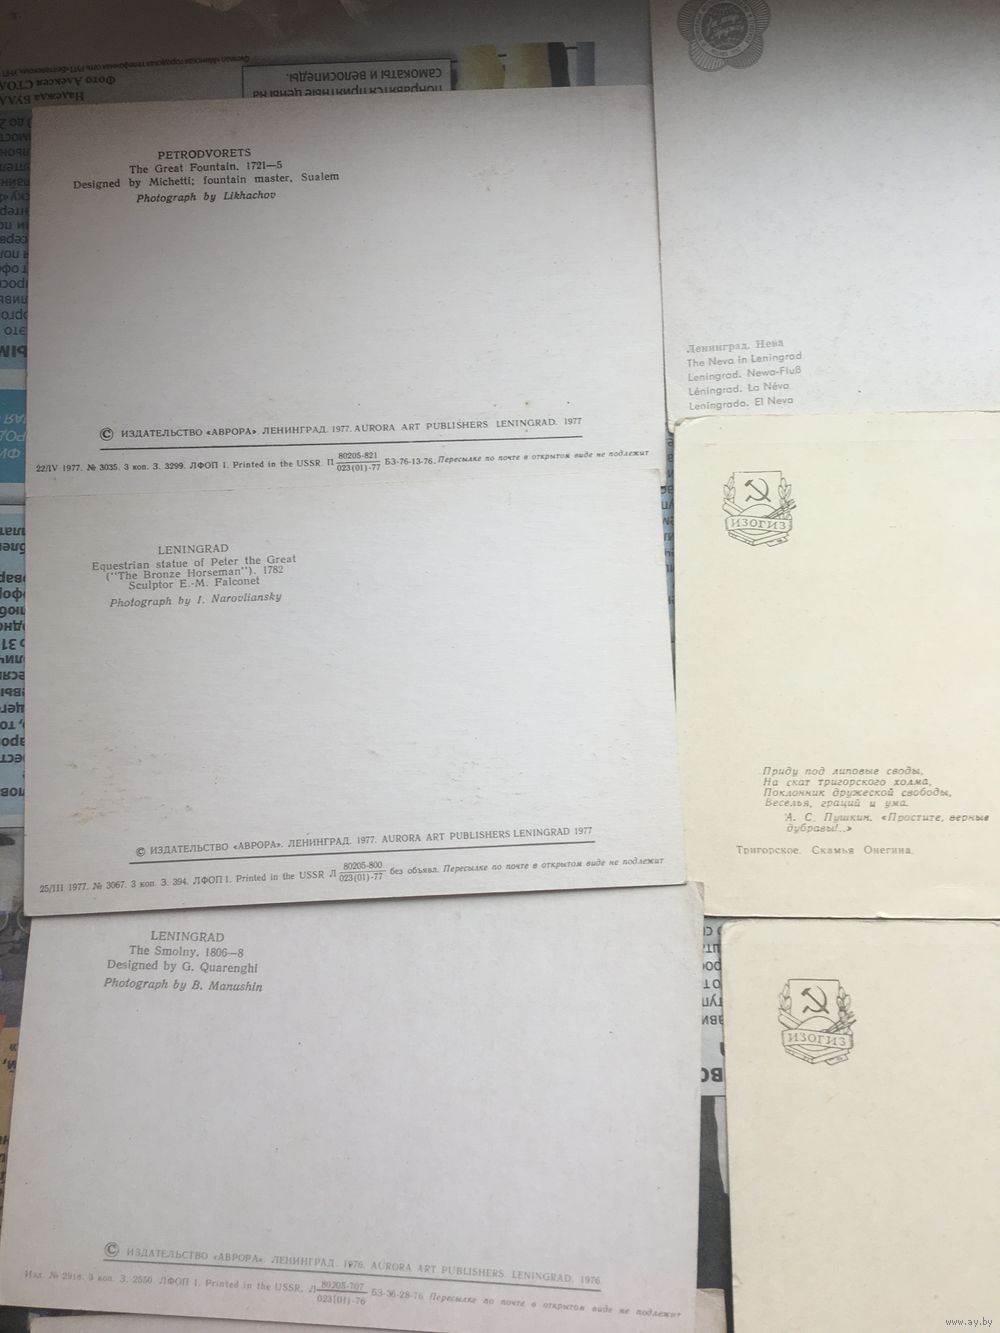 PETRODVORETS
The Great Fountain. 1721—5
Designed by Michetti; fountain master, Sualem
Photograph by Likhachov
© ИЗДАТЕЛЬСТВО «АВРОРА». ЛЕНИНГРАД. 1977. AURORA ART PUBLISHERS LENINGRAD. 1977
22/IV 1977. № 3035. 3 коп. З. 3299. ЛФОП 1. Printed in the USSR. П 80205-821 БЗ-76-13-76. Пересылке по почте в открытом виде не подлежит
023(01)-77
LENINGRAD
Equestrian statue of Peter the Great
("The Bronze Horseman"). 1782
Sculptor E.-M. Falconet
Photograph by I. Narovliansky
© ИЗДАТЕЛЬСТВО «АВРОРА». ЛЕНИНГРАД. 1977. AURORA ART PUBLISHERS LENINGRAD 1977
25/III 1977. № 3067. 3 коп. З. 394. ЛФОП 1. Printed in the USSR Л 80205-800 без объявл. Пересылке по почте в открытом виде не подлежит
023(01)-77
LENINGRAD
The Smolny. 1806—8
Designed by G. Quarenghi
Photograph by B. Manushin
© ИЗДАТЕЛЬСТВО «АВРОРА». ЛЕНИНГРАД. 1976. AURORA ART PUBLISHERS LENINGRAD. 1976
Изд. № 2918. 3 коп. З. 2550. ЛФОП 1. Printed in the USSR. Л 80205-707 БЗ-36-28-76 Пересылке по почте в открытом виде не подлежит
023(01)-76
Ленинград. Нева
The Neva in Leningrad
Leningrad. Newa-Fluß
Léningrad. La Néva
Leningrado. El Neva
ИЗОГИЗ
Приду под липовые своды,
На скат тригорского холма,
Поклонник дружеской свободы,
Веселья, граций и ума.
А. С. Пушкин. «Простите, верные
дубравы!..»
Тригорское. Скамья Онегина.
ИЗОГИЗ
понравятся приятные цены на
самокаты и велосипеды.
www.ay.by